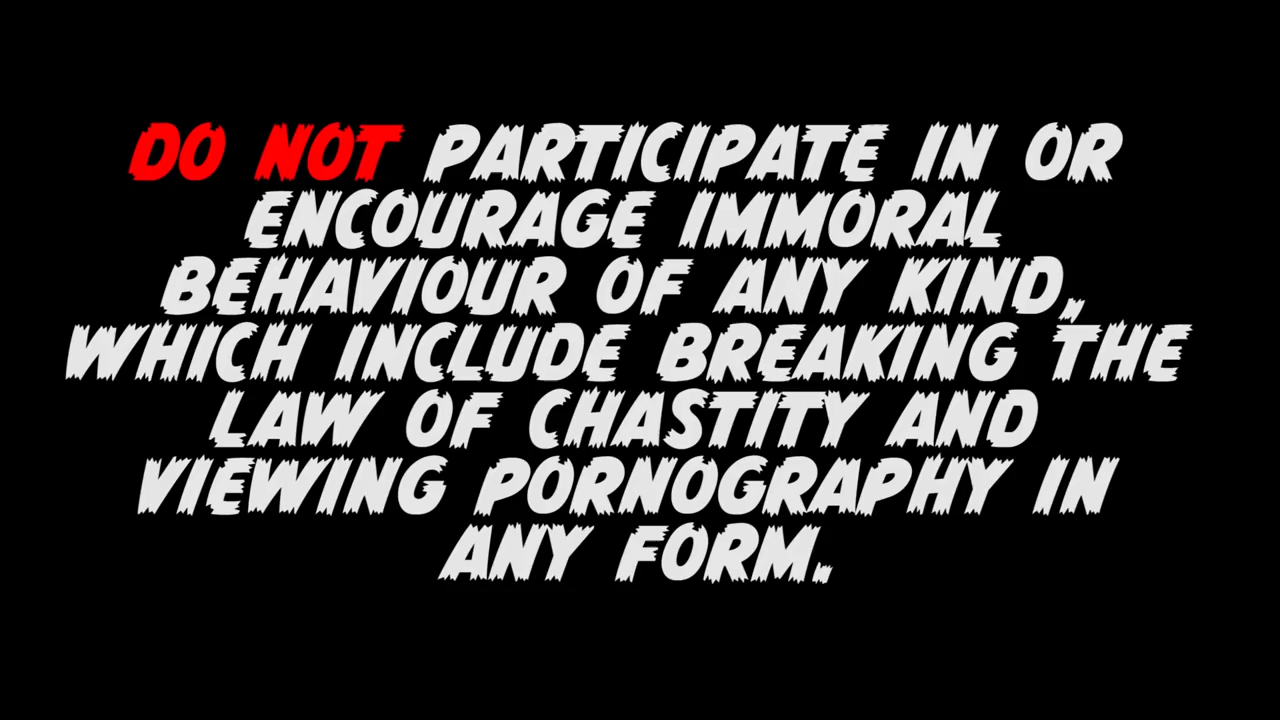 DO NOT PARTICIPATE IN OR
ENCOURAGE IMMORAL
BEHAVIOUR OF ANY KIND,
WHICH INCLUDE BREAKING THE
LAW OF CHASTITY AND
VIEWING PORNOGRAPHY IN
ANY FORM.